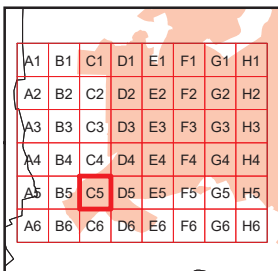 A1 B1 C1 D1 E1 F1 G1 H1
A2 B2 C2 D2 E2 F2 G2 H2
A3 B3 C3 D3 E3 F3 G3 H3
A4 B4 C4 D4 E4 F4 G4 H4
A5 B5 C5 D5 E5 F5 G5 H5
A6 B6 C6 D6 E6 F6 G6 H6